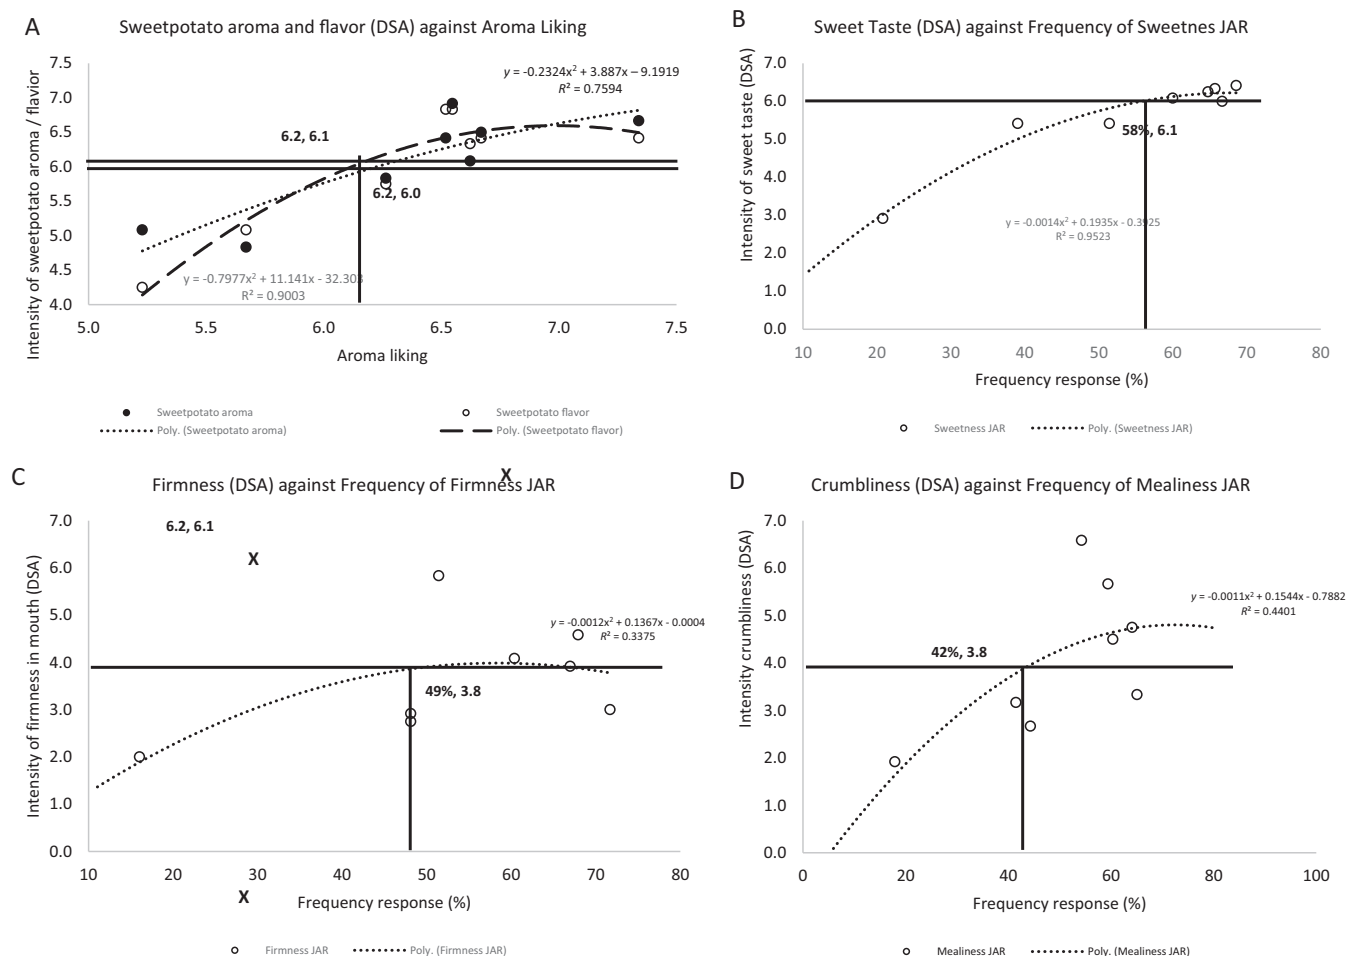 A
Sweetpotato aroma and flavor (DSA) against Aroma Liking
Intensity of sweetpotato aroma / flavior
7.5
7.0
6.5
6.0
5.5
5.0
4.5
4.0
y = -0.2324x² + 3.887x – 9.1919
R² = 0.7594
6.2, 6.1
6.2, 6.0
y = -0.7977x² + 11.141x - 32.303
R² = 0.9003
5.0 5.5 6.0 6.5 7.0 7.5
Aroma liking
Sweetpotato aroma
Sweetpotato flavor
Poly. (Sweetpotato aroma)
Poly. (Sweetpotato flavor)
B
Sweet Taste (DSA) against Frequency of Sweetnes JAR
Intensity of sweet taste (DSA)
7.0
6.0
5.0
4.0
3.0
2.0
1.0
0.0
58%, 6.1
y = -0.0014x² + 0.1935x - 0.3925
R² = 0.9523
10 20 30 40 50 60 70 80
Frequency response (%)
Sweetness JAR
Poly. (Sweetness JAR)
C
X
Firmness (DSA) against Frequency of Firmness JAR
Intensity of firmness in mouth (DSA)
7.0
6.0
5.0
4.0
3.0
2.0
1.0
0.0
6.2, 6.1
X
y = -0.0012x² + 0.1367x - 0.0004
R² = 0.3375
49%, 3.8
10 20 30 40 50 60 70 80
X
Frequency response (%)
Firmness JAR
Poly. (Firmness JAR)
D
Crumbliness (DSA) against Frequency of Mealiness JAR
Intensity crumbliness (DSA)
7.0
6.0
5.0
4.0
3.0
2.0
1.0
0.0
y = -0.0011x² + 0.1544x - 0.7882
R² = 0.4401
42%, 3.8
0 20 40 60 80 100
Frequency response (%)
Mealiness JAR
Poly. (Mealiness JAR)